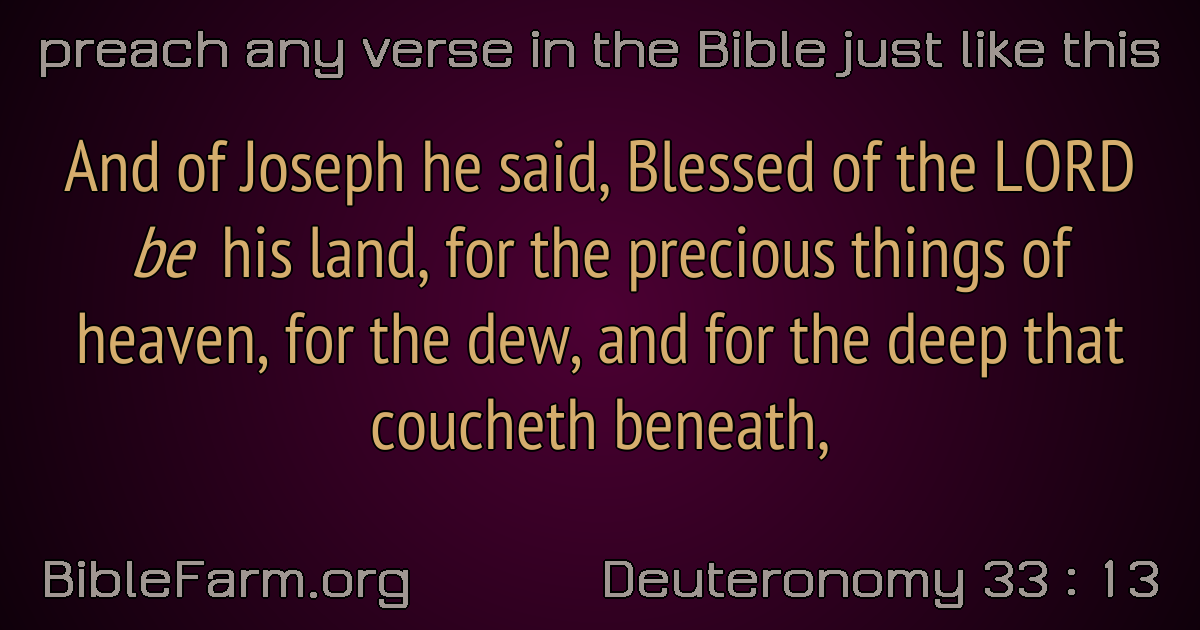 preach any verse in the Bible just like this
And of Joseph he said, Blessed of the LORD
be his land, for the precious things of
heaven, for the dew, and for the deep that
coucheth beneath,
BibleFarm.org
Deuteronomy 33 : 13